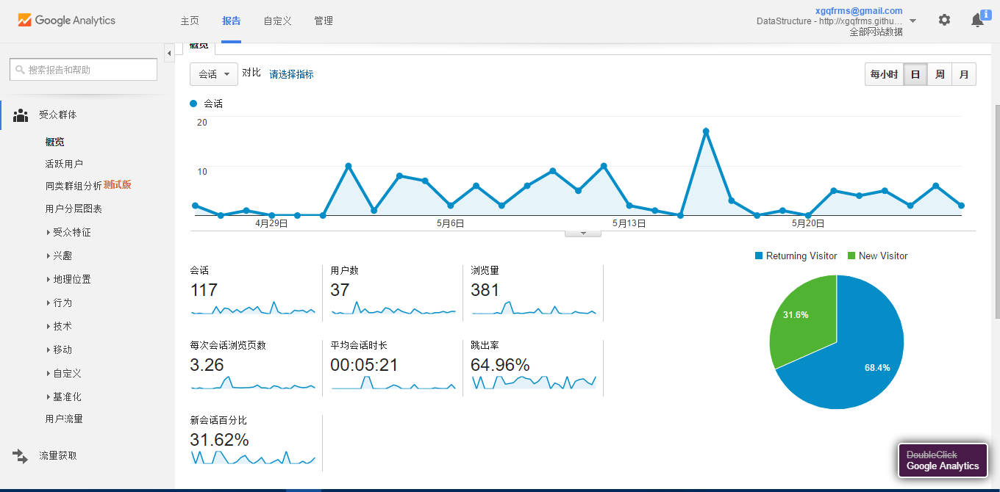 Google Analytics
主页
报告
自定义
管理
xgqfrms@gmail.com
DataStructure - http://xgqfrms.githu...
全部网站数据
i
搜索报告和帮助
受众群体
概览
活跃用户
同类群组分析 测试版
用户分层图表
受众特征
兴趣
地理位置
行为
技术
移动
自定义
基准化
用户流量
流量获取
概览
会话
对比
请选择指标
每小时
日
周
月
会话
20
10
4月29日
5月6日
5月13日
5月20日
会话
117
用户数
37
浏览量
381
每次会话浏览页数
3.26
平均会话时长
00:05:21
跳出率
64.96%
新会话百分比
31.62%
Returning Visitor
New Visitor
31.6%
68.4%
DoubleClick
Google Analytics